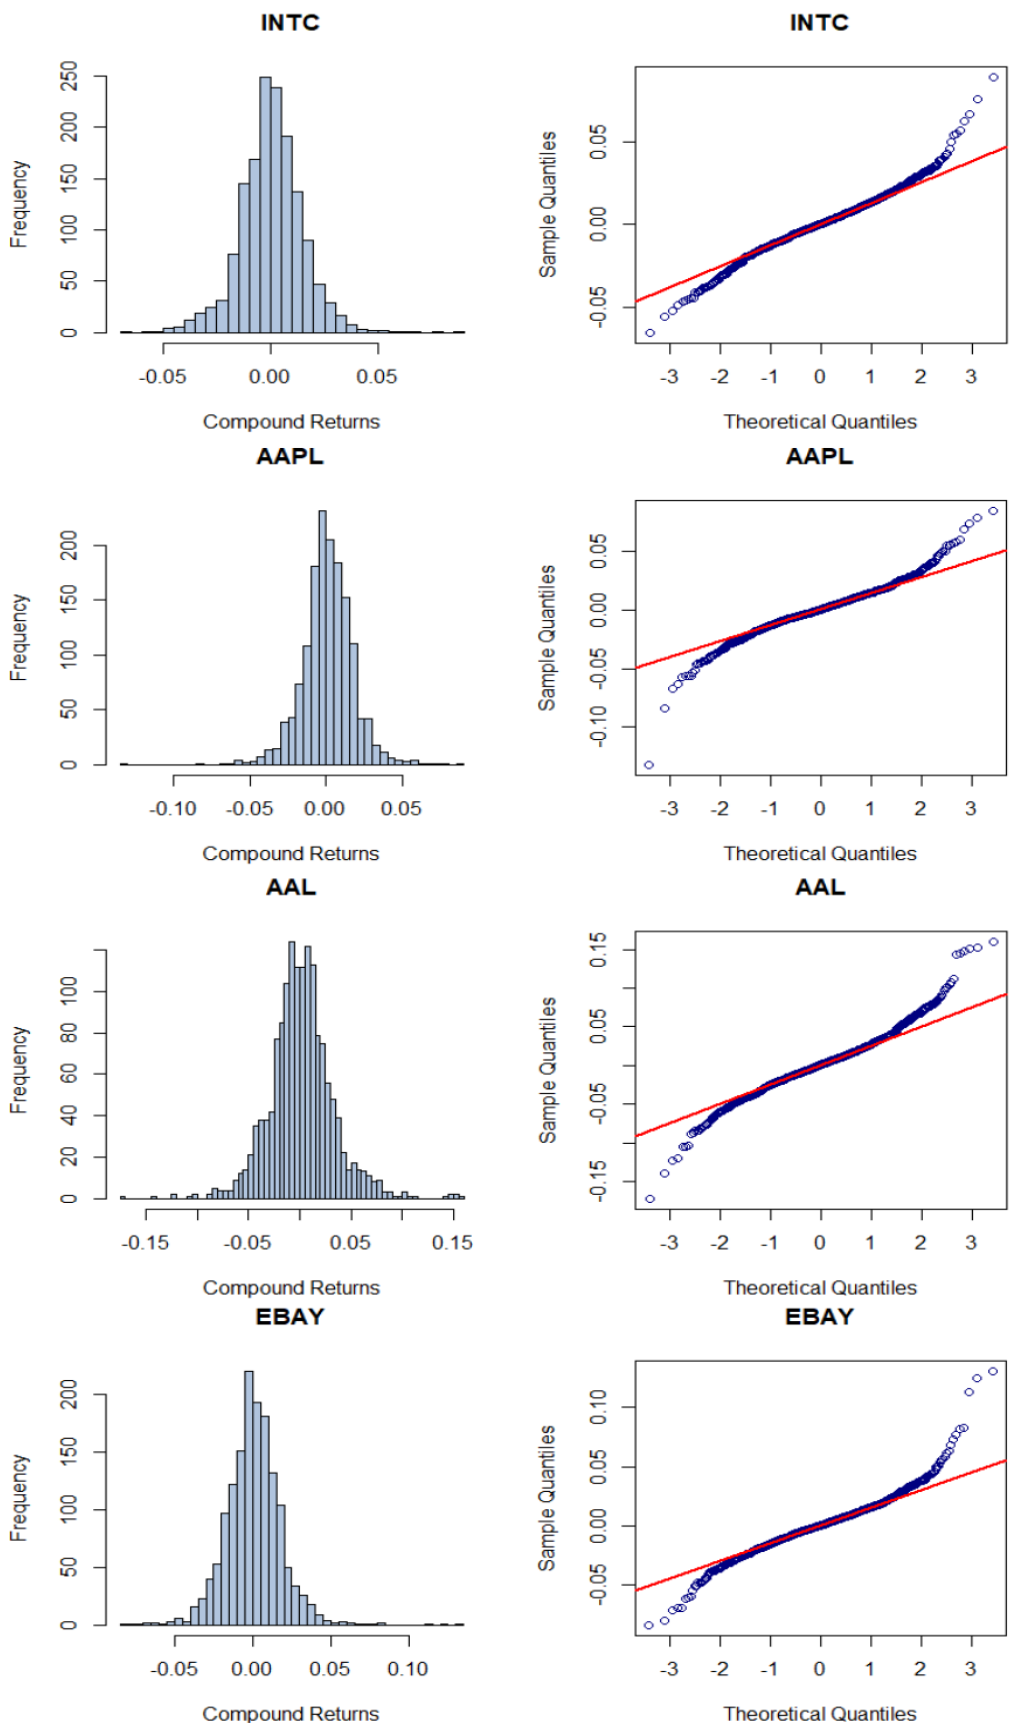 INTC
INTC
Frequency
0 50 100 150 200 250
-0.05 0.00 0.05
Compound Returns
Sample Quantiles
-0.05 0.00 0.05
-3 -2 -1 0 1 2 3
Theoretical Quantiles
AAPL
AAPL
Frequency
0 50 100 150 200
-0.10 -0.05 0.00 0.05
Compound Returns
Sample Quantiles
-0.10 -0.05 0.00 0.05
-3 -2 -1 0 1 2 3
Theoretical Quantiles
AAL
AAL
Frequency
0 20 40 60 80 100
-0.15 -0.05 0.05 0.15
Compound Returns
Sample Quantiles
-0.15 -0.05 0.05 0.15
-3 -2 -1 0 1 2 3
Theoretical Quantiles
EBAY
EBAY
Frequency
0 50 100 150 200
-0.05 0.00 0.05 0.10
Compound Returns
Sample Quantiles
-0.05 0.00 0.05 0.10
-3 -2 -1 0 1 2 3
Theoretical Quantiles